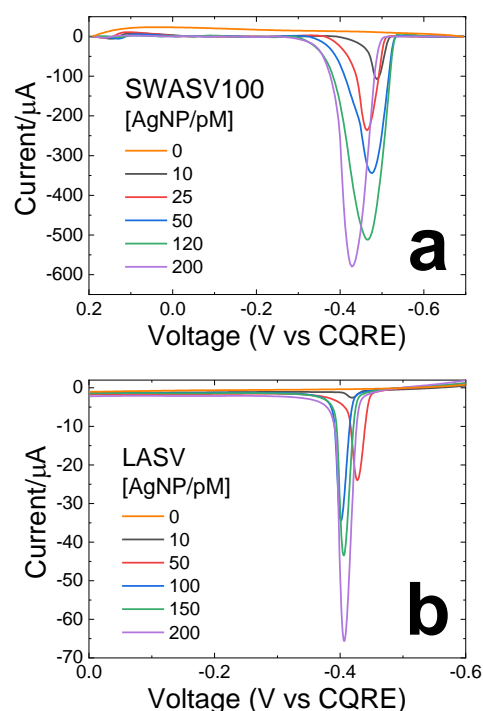 0
-100
-200
-300
-400
-500
-600
Current/µA
SWASV100
[AgNP/pM]
0
10
25
50
120
200
a
0.2 0.0 -0.2 -0.4 -0.6
Voltage (V vs CQRE)
0
-10
-20
-30
-40
-50
-60
-70
Current/µA
LASV
[AgNP/pM]
0
10
50
100
150
200
b
0.0 -0.2 -0.4 -0.6
Voltage (V vs CQRE)